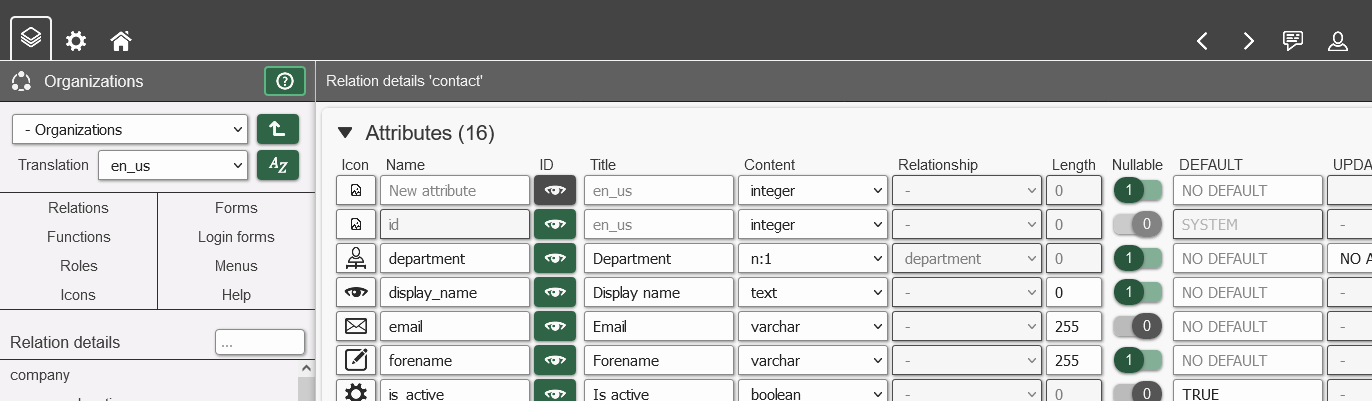 Organizations
Relation details 'contact'
- Organizations
Translation en_us
AZ
Relations Forms
Functions Login forms
Roles Menus
Icons Help
Relation details ...
company
Attributes (16)
Icon Name ID Title Content Relationship Length Nullable DEFAULT UPDA
New attribute en_us integer - 0 1 NO DEFAULT
id en_us integer - 0 0 SYSTEM -
department Department n:1 department 0 1 NO DEFAULT NO A
display_name Display name text - 0 1 NO DEFAULT -
email Email varchar - 255 0 NO DEFAULT -
forename Forename varchar - 255 1 NO DEFAULT -
is_active Is active boolean - 0 0 TRUE -